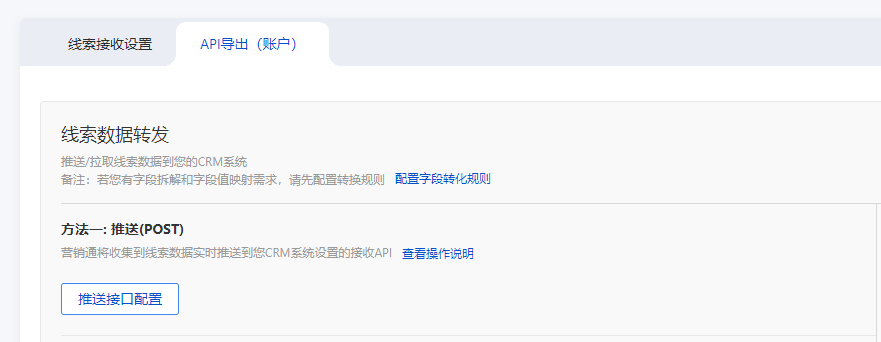 线索接收设置 API导出（账户）
线索数据转发
推送/拉取线索数据到您的CRM系统
备注：若您有字段拆解和字段值映射需求，请先配置转换规则 配置字段转化规则
方法一: 推送(POST)
营销通将收集到线索数据实时推送到您CRM系统设置的接收API 查看操作说明
推送接口配置